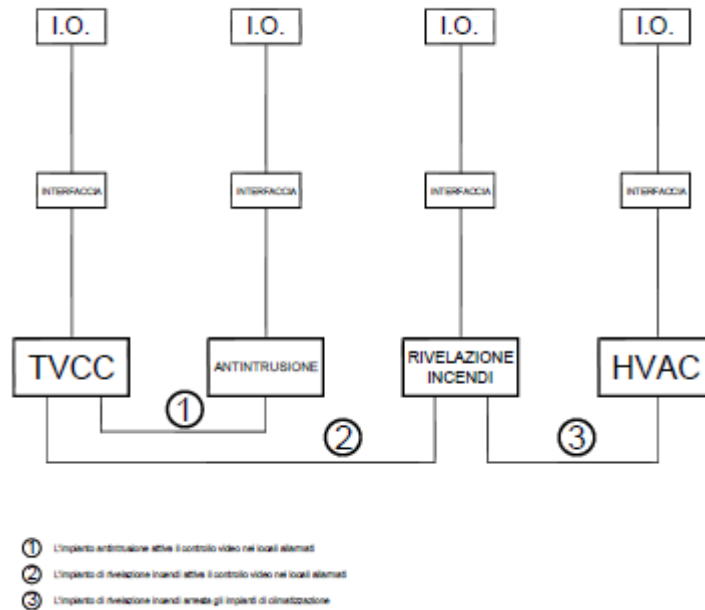 I.O. I.O. I.O. I.O.
INTERFACCIA INTERFACCIA INTERFACCIA INTERFACCIA
TVCC ANTINTRUSIONE RIVELAZIONE HVAC
INCENDI
1
2 3
1 L'impianto antintrusione attiva il controllo video nei locali allarmati
2 L'impianto di rivelazione incendi attiva il controllo video nei locali allarmati
3 L'impianto di rivelazione incendi arresta gli impianti di climatizzazione